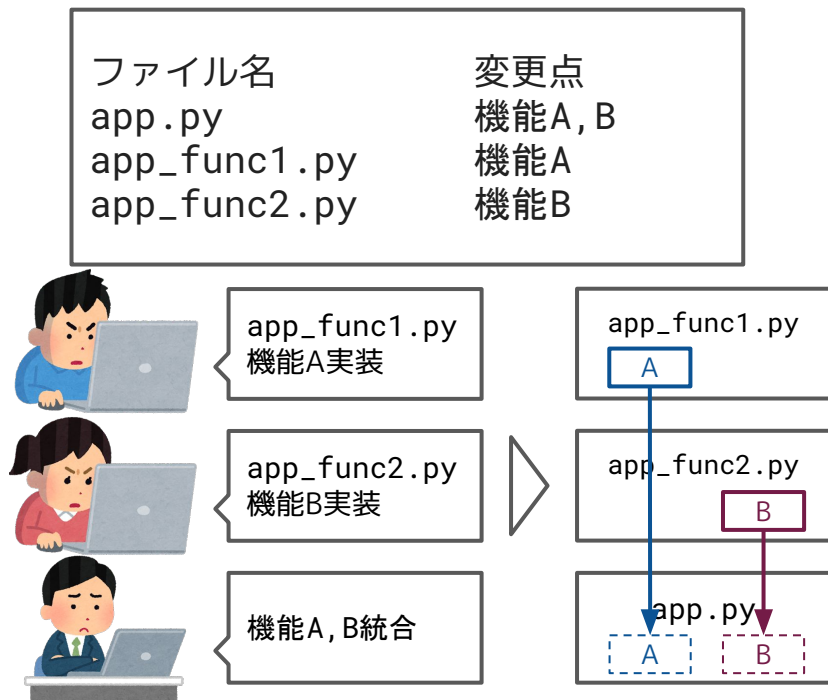 ファイル名 変更点
app.py 機能A,B
app_func1.py 機能A
app_func2.py 機能B
app_func1.py
機能A実装
app_func1.py
A
app_func2.py
機能B実装
app_func2.py
B
機能A,B統合
app.py
A B